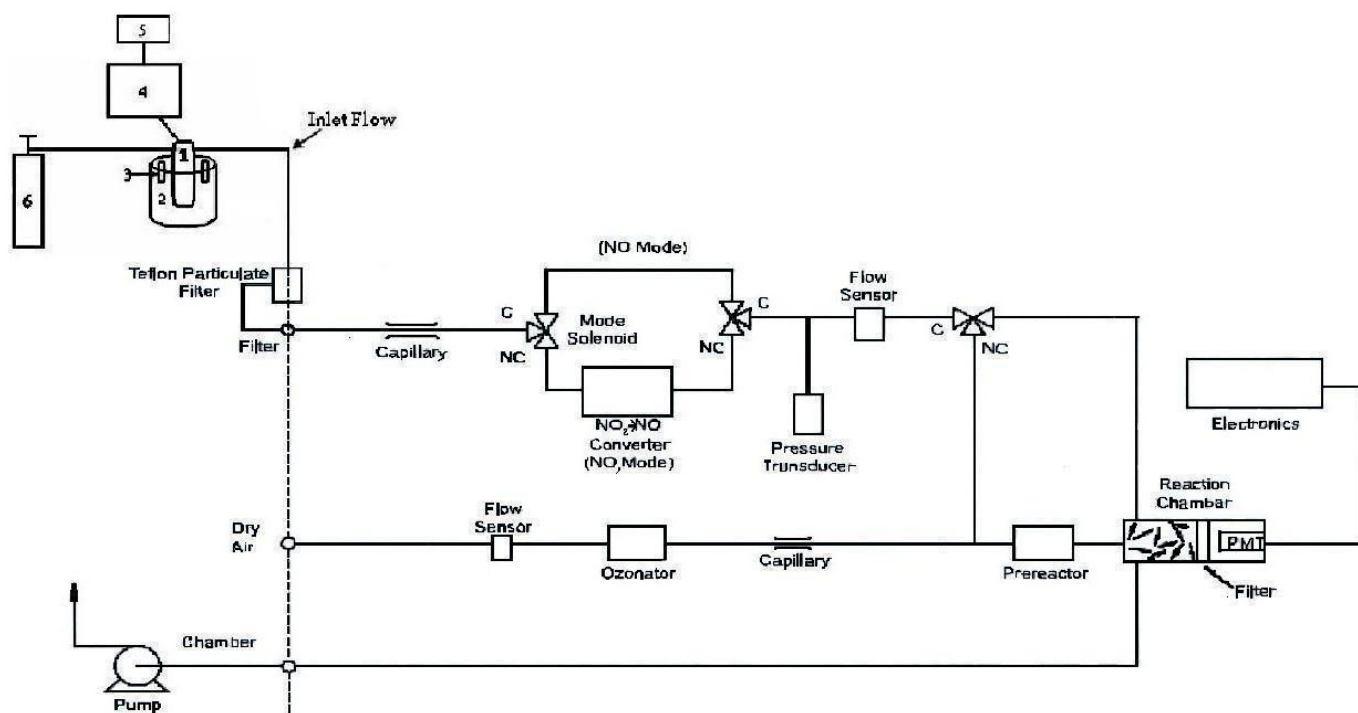 5
4
Inlet Flow
1
3
2
6
(NO Mode)
Teflon Particulate
Filter
Flow
Sensor
C
Mode
Solenoid
C
C
Filter
Capillary
NC
NC
NC
NO₂→NO
Converter
(NOₓMode)
Pressure
Transducer
Electronics
Reaction
Chambar
Flow
Sensor
Dry
Air
PMT
Ozonator
Capillary
Prereactor
Filter
Chamber
Pump